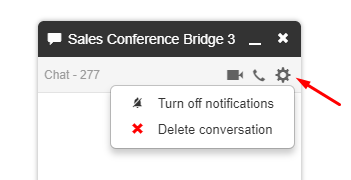 Sales Conference Bridge 3
Chat - 277
Turn off notifications
Delete conversation